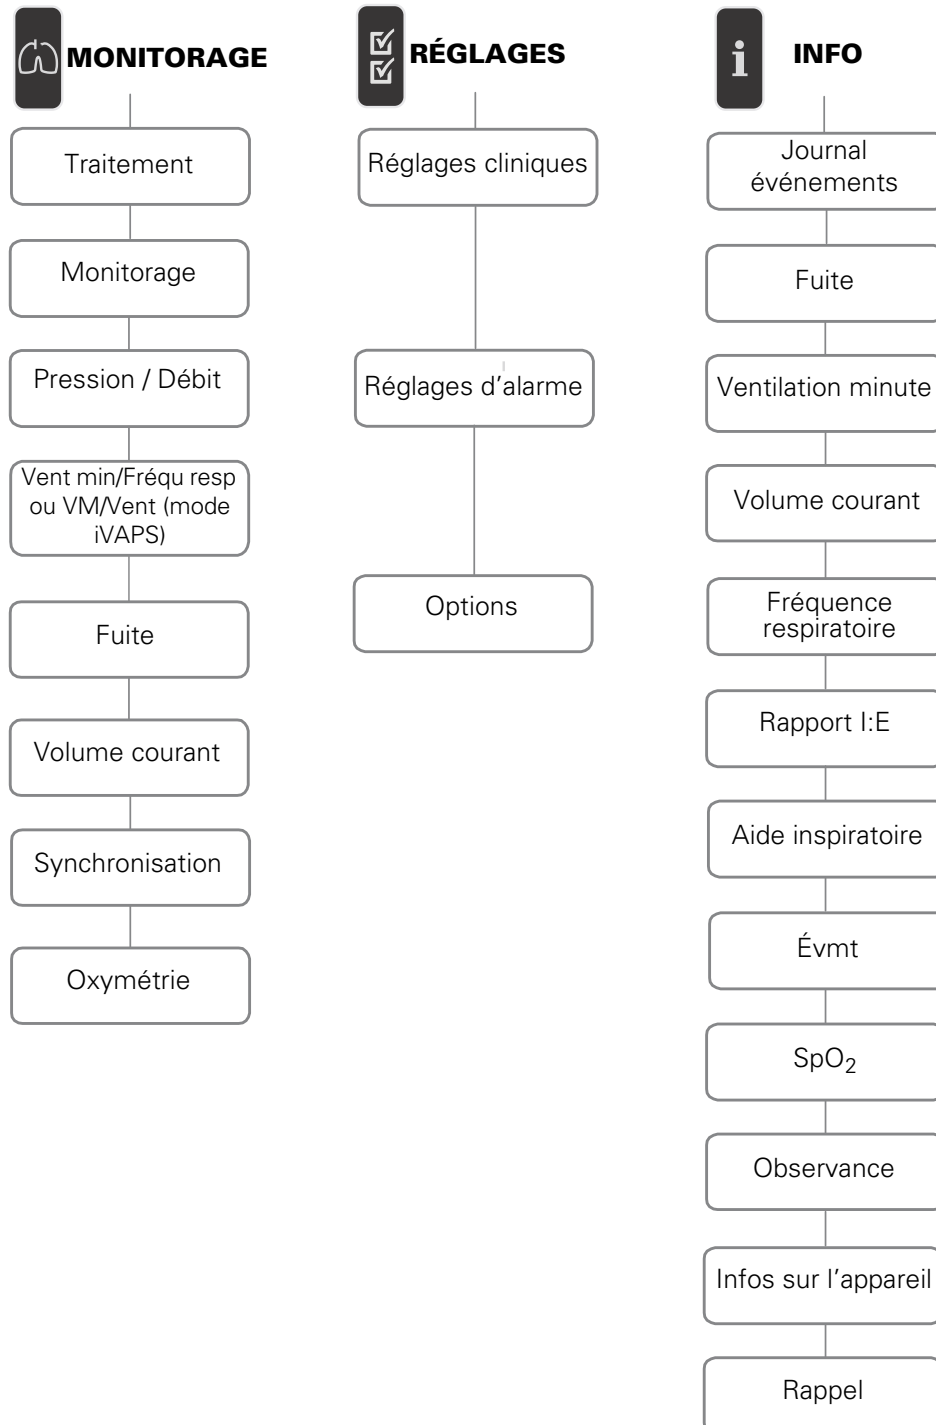 MONITORAGE
Traitement
Monitorage
Pression / Débit
Vent min/Fréqu resp
ou VM/Vent (mode
iVAPS)
Fuite
Volume courant
Synchronisation
Oxymétrie
RÉGLAGES
Réglages cliniques
Réglages d’alarme
Options
i
INFO
Journal
événements
Fuite
Ventilation minute
Volume courant
Fréquence
respiratoire
Rapport I:E
Aide inspiratoire
Évmt
SpO₂
Observance
Infos sur l’appareil
Rappel